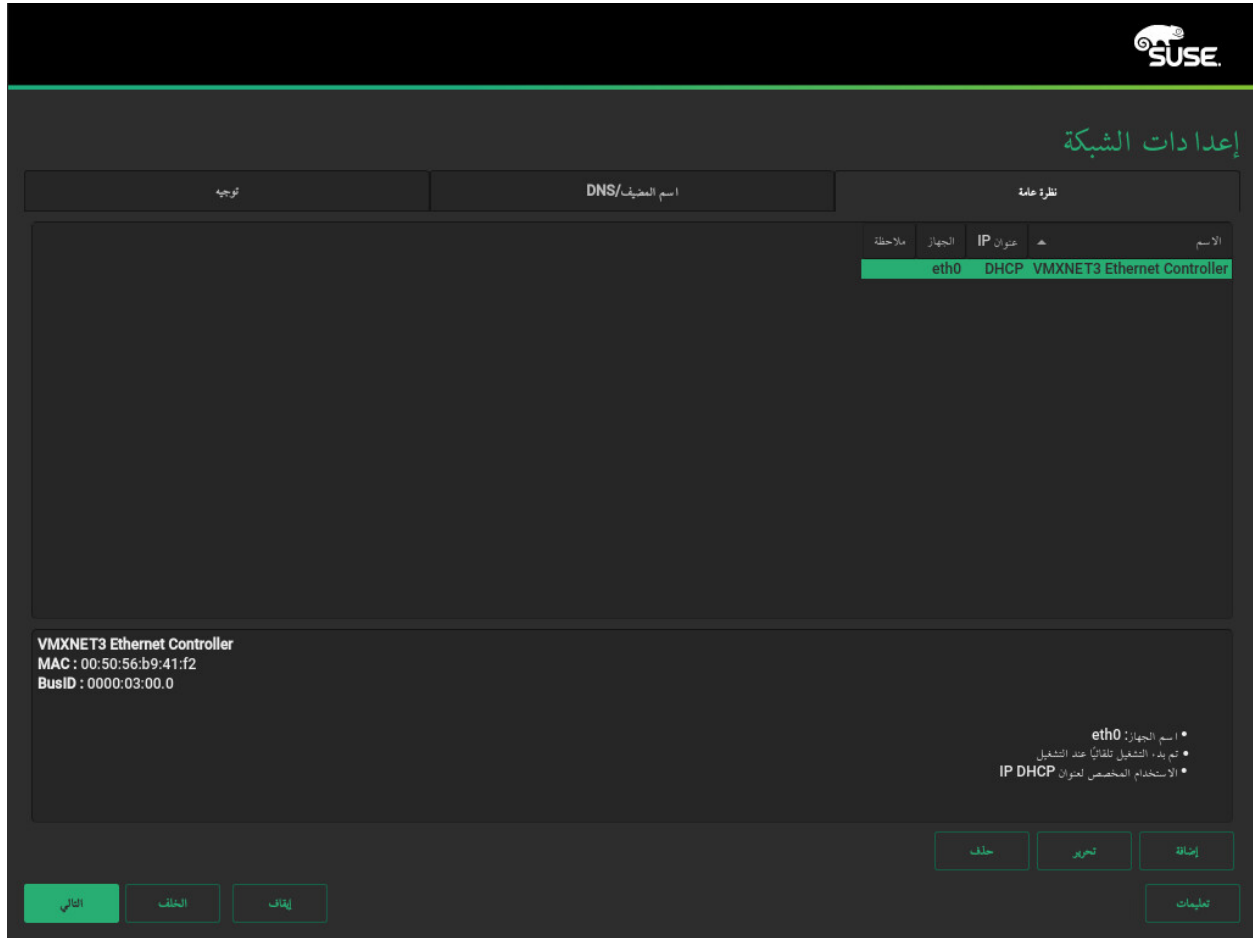 SUSE.
إعدادات الشبكة
نظرة عامة
اسم المضيف/DNS
توجيه
الاسم
عنوان IP
الجهاز
ملاحظة
VMXNET3 Ethernet Controller
DHCP
eth0
VMXNET3 Ethernet Controller
MAC : 00:50:56:b9:41:f2
BusID : 0000:03:00.0
• اسم الجهاز: eth0
• تم بدء التشغيل تلقائيًا عند التشغيل
• الاستخدام المخصص لعنوان IP DHCP
إضافة
تحرير
حذف
تعليمات
إيقاف
الخلف
التالي